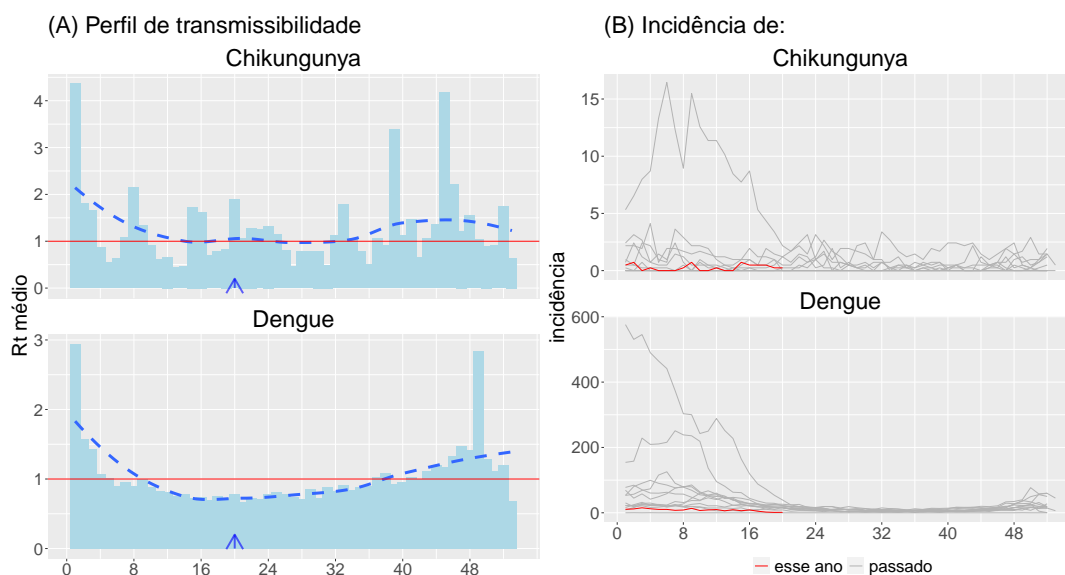 (A) Perfil de transmissibilidade
Chikungunya
4
3
2
1
0
Dengue
3
2
1
0
0 8 16 24 32 40 48
Rt médio
(B) Incidência de:
Chikungunya
15
10
5
0
Dengue
600
400
200
0
0 8 16 24 32 40 48
incidência
esse ano passado